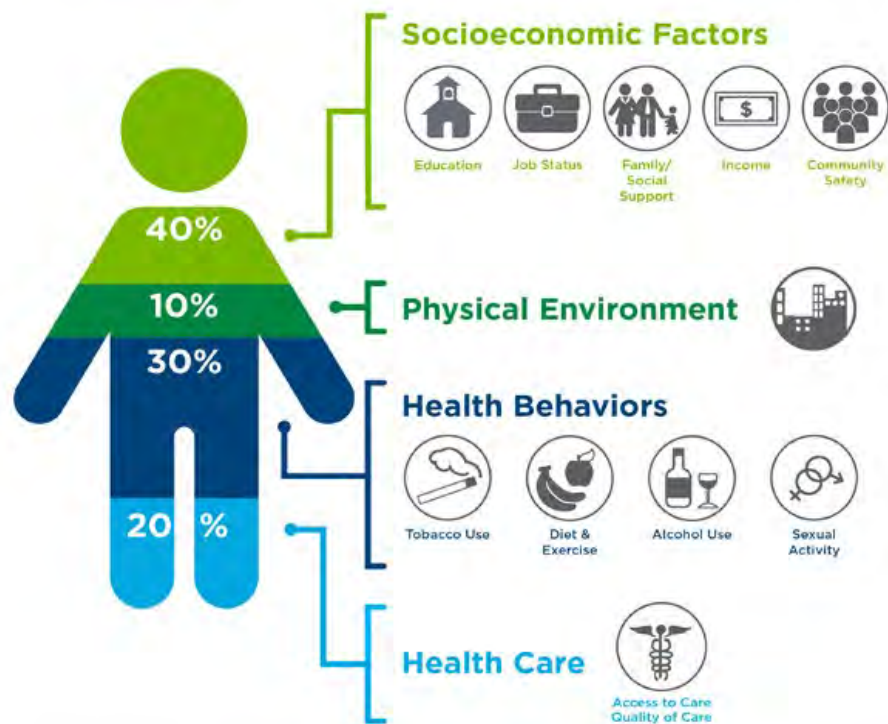 Socioeconomic Factors
$
Education
Job Status
Family/
Social
Support
Income
Community
Safety
40%
10%
Physical Environment
30%
Health Behaviors
Tobacco Use
Diet &
Exercise
Alcohol Use
Sexual
Activity
20 %
Health Care
Access to Care
Quality of Care